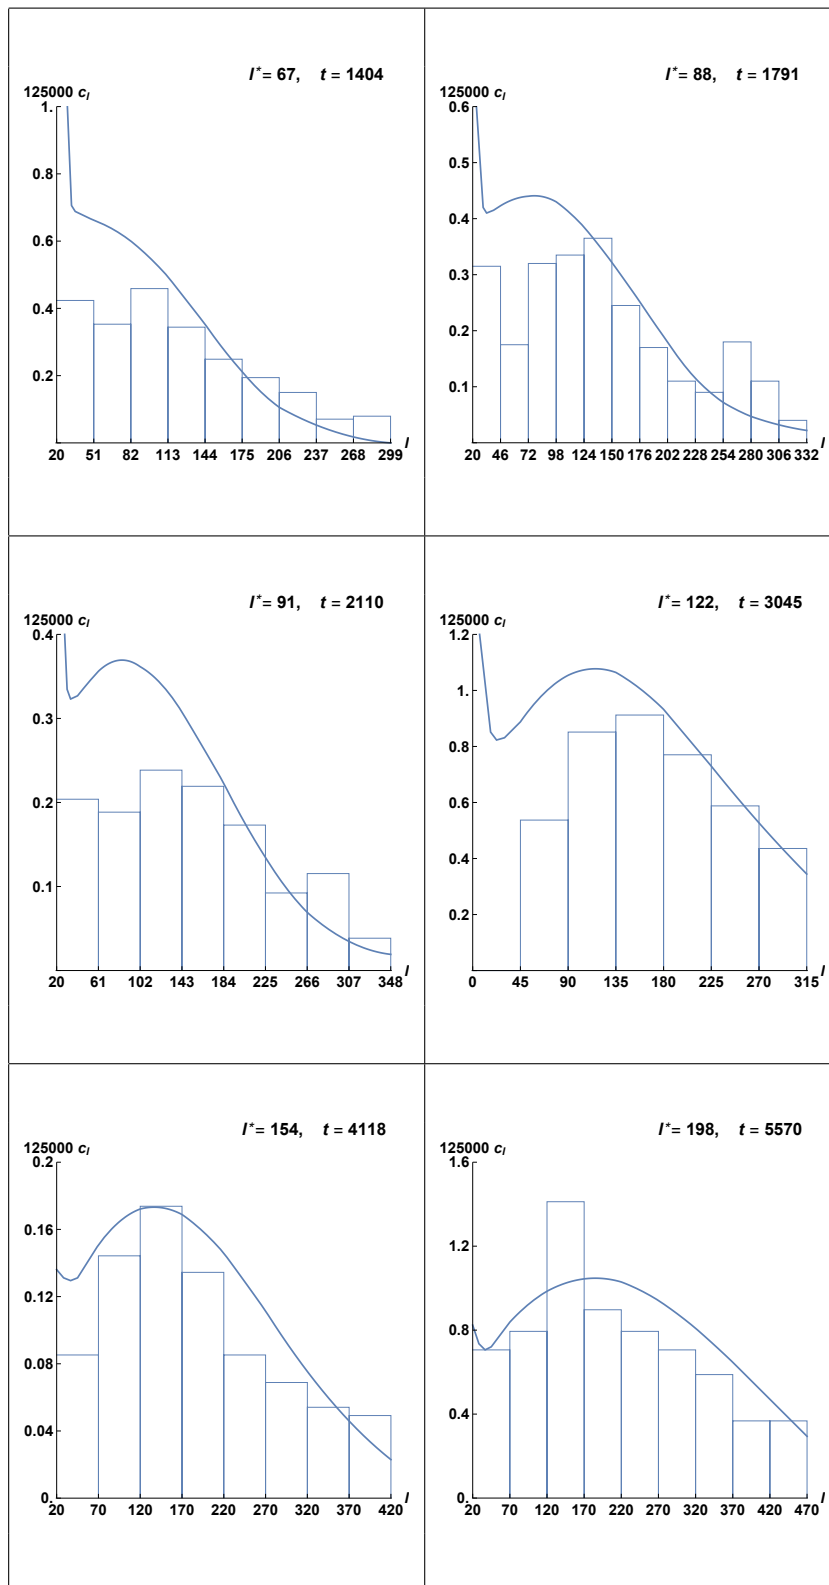 l* = 67, t = 1404
125000 c_l
1.
0.8
0.6
0.4
0.2
20 51 82 113 144 175 206 237 268 299
l
l* = 88, t = 1791
125000 c_l
0.6
0.5
0.4
0.3
0.2
0.1
20 46 72 98 124 150 176 202 228 254 280 306 332
l
l* = 91, t = 2110
125000 c_l
0.4
0.3
0.2
0.1
20 61 102 143 184 225 266 307 348
l
l* = 122, t = 3045
125000 c_l
1.2
1.
0.8
0.6
0.4
0.2
0 45 90 135 180 225 270 315
l
l* = 154, t = 4118
125000 c_l
0.2
0.16
0.12
0.08
0.04
0.
20 70 120 170 220 270 320 370 420
l
l* = 198, t = 5570
125000 c_l
1.6
1.2
0.8
0.4
0.
20 70 120 170 220 270 320 370 420 470
l